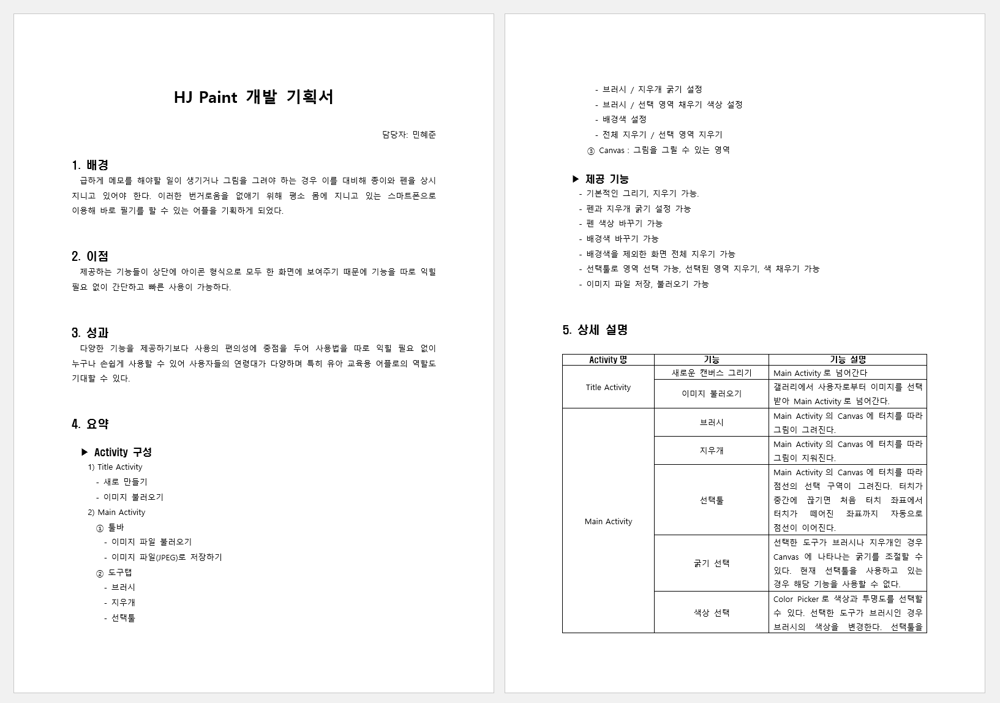 HJ Paint 개발 기획서
담당자: 민혜준
1. 배경
급하게 메모를 해야할 일이 생기거나 그림을 그려야 하는 경우 이를 대비해 종이와 펜을 상시
지니고 있어야 한다. 이러한 번거로움을 없애기 위해 평소 몸에 지니고 있는 스마트폰으로
이용해 바로 필기를 할 수 있는 어플을 기획하게 되었다.
2. 이점
제공하는 기능들이 상단에 아이콘 형식으로 모두 한 화면에 보여주기 때문에 기능을 따로 익힐
필요 없이 간단하고 빠른 사용이 가능하다.
3. 성과
다양한 기능을 제공하기보다 사용의 편의성에 중점을 두어 사용법을 따로 익힐 필요 없이
누구나 손쉽게 사용할 수 있어 사용자들의 연령대가 다양하며 특히 유아 교육용 어플로의 역할도
기대할 수 있다.
4. 요약
▶ Activity 구성
1) Title Activity
- 새로 만들기
- 이미지 불러오기
2) Main Activity
① 툴바
- 이미지 파일 불러오기
- 이미지 파일(JPEG)로 저장하기
② 도구탭
- 브러시
- 지우개
- 선택툴
- 브러시 / 지우개 굵기 설정
- 브러시 / 선택 영역 채우기 색상 설정
- 배경색 설정
- 전체 지우기 / 선택 영역 지우기
③ Canvas : 그림을 그릴 수 있는 영역
▶ 제공 기능
- 기본적인 그리기, 지우기 가능.
- 펜과 지우개 굵기 설정 가능
- 펜 색상 바꾸기 가능
- 배경색 바꾸기 가능
- 배경색을 제외한 화면 전체 지우기 가능
- 선택툴로 영역 선택 가능, 선택된 영역 지우기, 색 채우기 가능
- 이미지 파일 저장, 불러오기 가능
5. 상세 설명
Activity 명 기능 기능 설명
Title Activity
새로운 캔버스 그리기
Main Activity 로 넘어간다
이미지 불러오기
갤러리에서 사용자로부터 이미지를 선택
받아 Main Activity 로 넘어간다.
Main Activity
브러시
Main Activity 의 Canvas 에 터치를 따라
그림이 그려진다.
지우개
Main Activity 의 Canvas 에 터치를 따라
그림이 지워진다.
선택툴
Main Activity 의 Canvas 에 터치를 따라
점선의 선택 구역이 그려진다. 터치가
중간에 끊기면 처음 터치 좌표에서
터치가 떼어진 좌표까지 자동으로
점선이 이어진다.
굵기 선택
선택한 도구가 브러시나 지우개인 경우
Canvas 에 나타나는 굵기를 조절할 수
있다. 현재 선택툴을 사용하고 있는
경우 해당 기능을 사용할 수 없다.
색상 선택
Color Picker 로 색상과 투명도를 선택할
수 있다. 선택한 도구가 브러시인 경우
브러시의 색상을 변경한다. 선택툴을